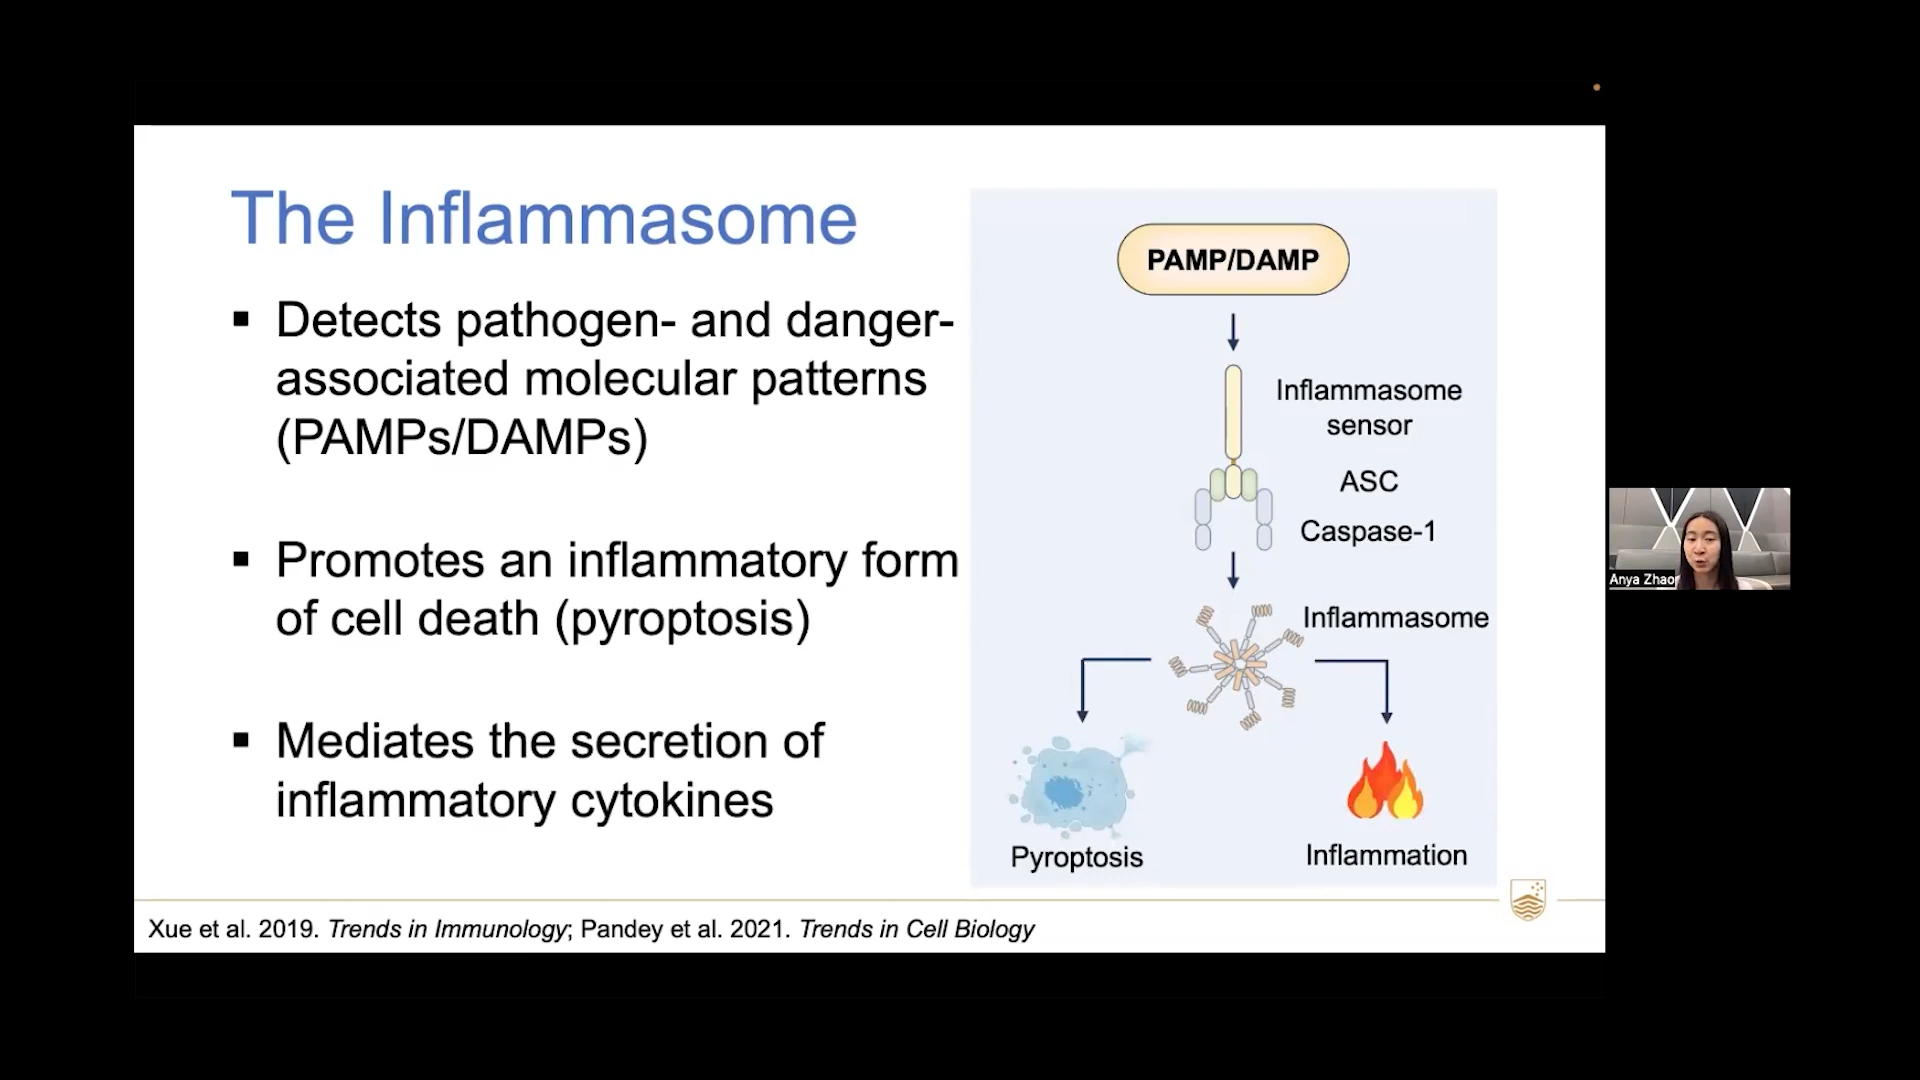 The Inflammasome
▪ Detects pathogen- and danger-
associated molecular patterns
(PAMPs/DAMPs)
▪ Promotes an inflammatory form
of cell death (pyroptosis)
▪ Mediates the secretion of
inflammatory cytokines
PAMP/DAMP
Inflammasome
sensor
ASC
Caspase-1
Inflammasome
Pyroptosis
Inflammation
Xue et al. 2019. Trends in Immunology; Pandey et al. 2021. Trends in Cell Biology
Anya Zhao